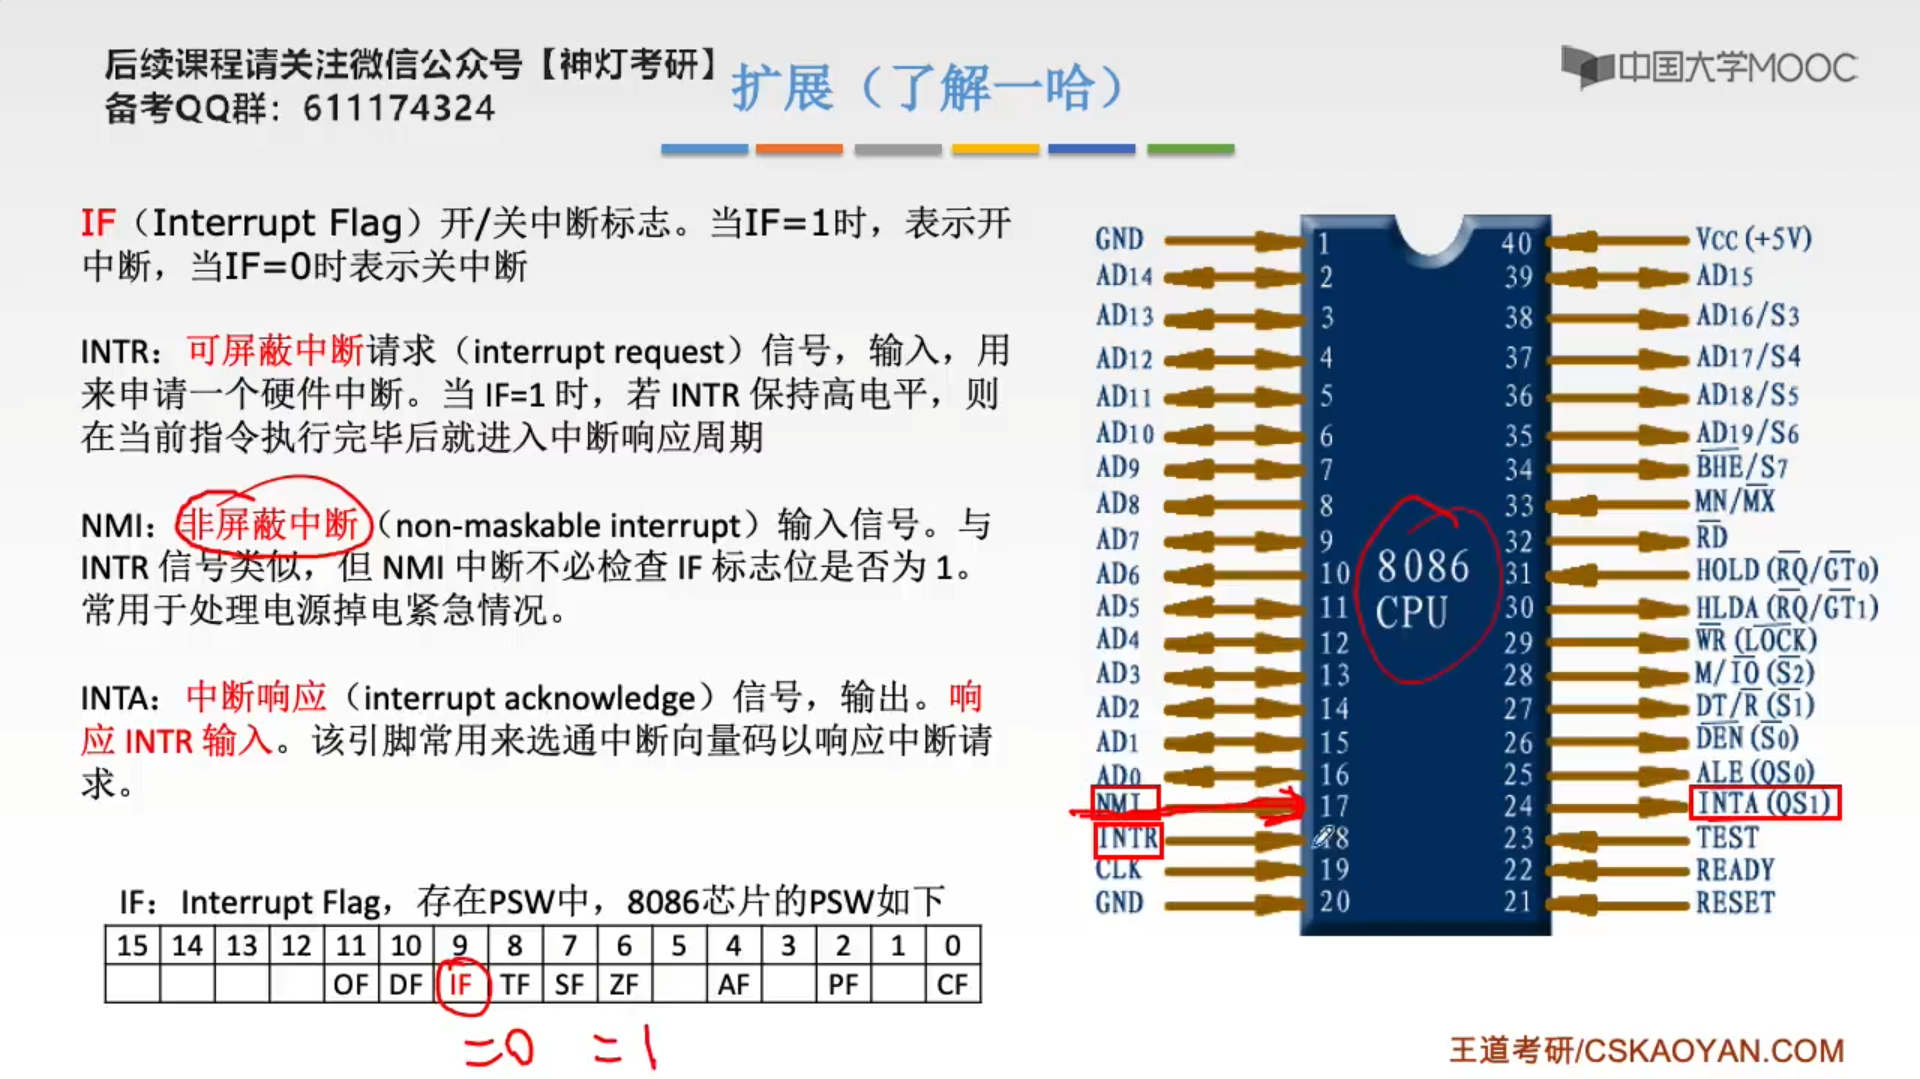 后续课程请关注微信公众号【神灯考研】
备考QQ群：611174324
扩展（了解一哈）
中国大学MOOC
IF（Interrupt Flag）开/关中断标志。当IF=1时，表示开
中断，当IF=0时表示关中断
INTR：可屏蔽中断请求（interrupt request）信号，输入，用
来申请一个硬件中断。当 IF=1 时，若 INTR 保持高电平，则
在当前指令执行完毕后就进入中断响应周期
NMI：非屏蔽中断（non-maskable interrupt）输入信号。与
INTR 信号类似，但 NMI 中断不必检查 IF 标志位是否为 1。
常用于处理电源掉电紧急情况。
INTA：中断响应（interrupt acknowledge）信号，输出。响
应 INTR 输入。该引脚常用来选通中断向量码以响应中断请
求。
IF：Interrupt Flag，存在PSW中，8086芯片的PSW如下
15 14 13 12 11 10 9 8 7 6 5 4 3 2 1 0
OF DF IF TF SF ZF AF PF CF
=0 =1
GND 1 40 VCC (+5V)
AD14 2 39 AD15
AD13 3 38 AD16/S3
AD12 4 37 AD17/S4
AD11 5 36 AD18/S5
AD10 6 35 AD19/S6
AD9 7 34 B̅H̅E̅/S7
AD8 8 33 MN/M̅X̅
AD7 9 32 R̅D̅
AD6 10 31 HOLD (R̅Q̅/G̅T̅0)
AD5 11 30 HLDA (R̅Q̅/G̅T̅1)
AD4 12 29 W̅R̅ (L̅O̅C̅K̅)
AD3 13 28 M/I̅O̅ (S̅2̅)
AD2 14 27 DT/R̅ (S̅1̅)
AD1 15 26 D̅E̅N̅ (S̅0̅)
AD0 16 25 ALE (QS0)
NMI 17 24 INTA (QS1)
INTR 18 23 TEST
CLK 19 22 READY
GND 20 21 RESET
8086
CPU
王道考研/CSKAOYAN.COM